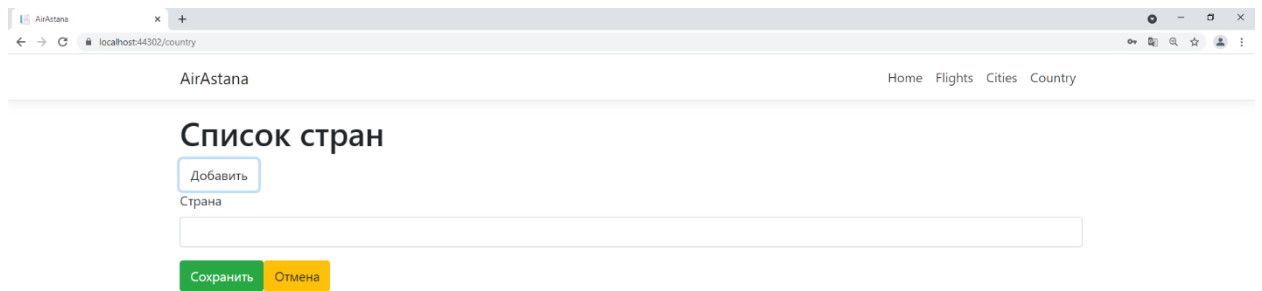 AirAstana
localhost:44302/country
AirAstana Home Flights Cities Country
Список стран
Добавить
Страна
Сохранить Отмена